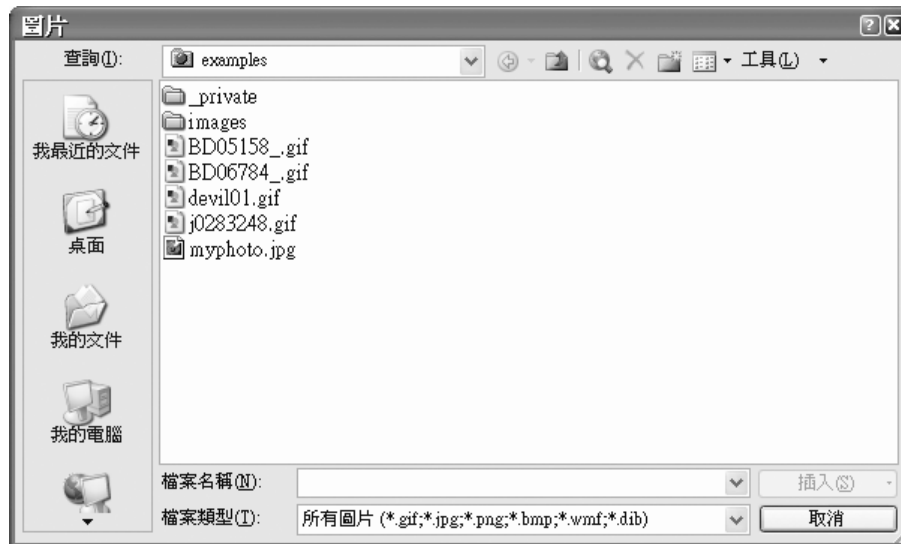 圖片
查詢(I):
examples
工具(L)
我最近的文件
桌面
我的文件
我的電腦
_private
images
BD05158_.gif
BD06784_.gif
devil01.gif
j0283248.gif
myphoto.jpg
檔案名稱(N):
插入(S)
檔案類型(T):
所有圖片 (*.gif;*.jpg;*.png;*.bmp;*.wmf;*.dib)
取消